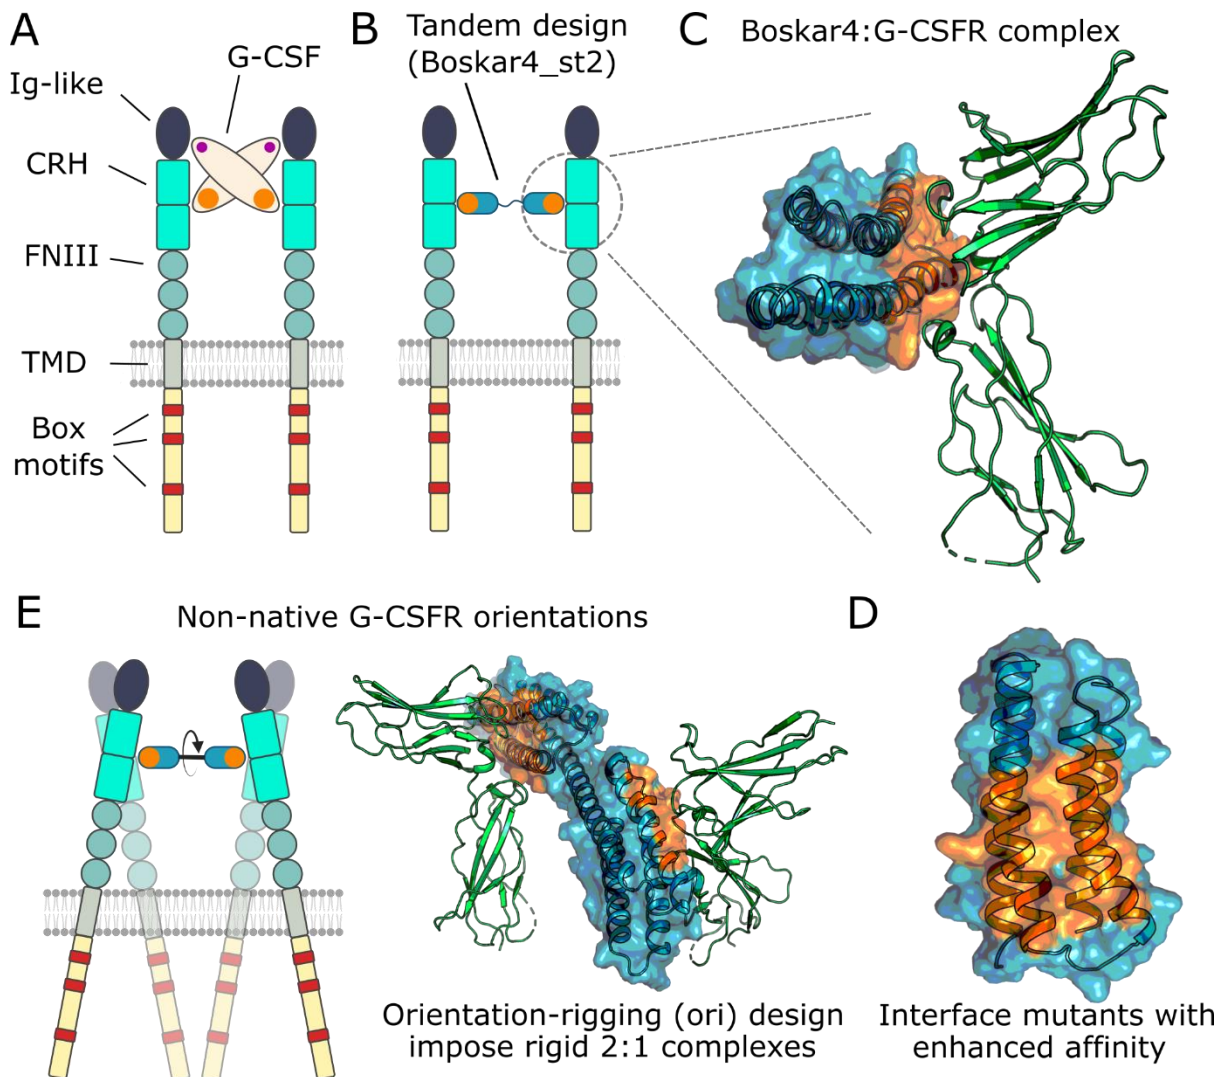 A
G-CSF
Ig-like
CRH
FNIII
TMD
Box
motifs
B
Tandem design
(Boskar4_st2)
C
Boskar4:G-CSFR complex
E
Non-native G-CSFR orientations
Orientation-rigging (ori) design
impose rigid 2:1 complexes
D
Interface mutants with
enhanced affinity